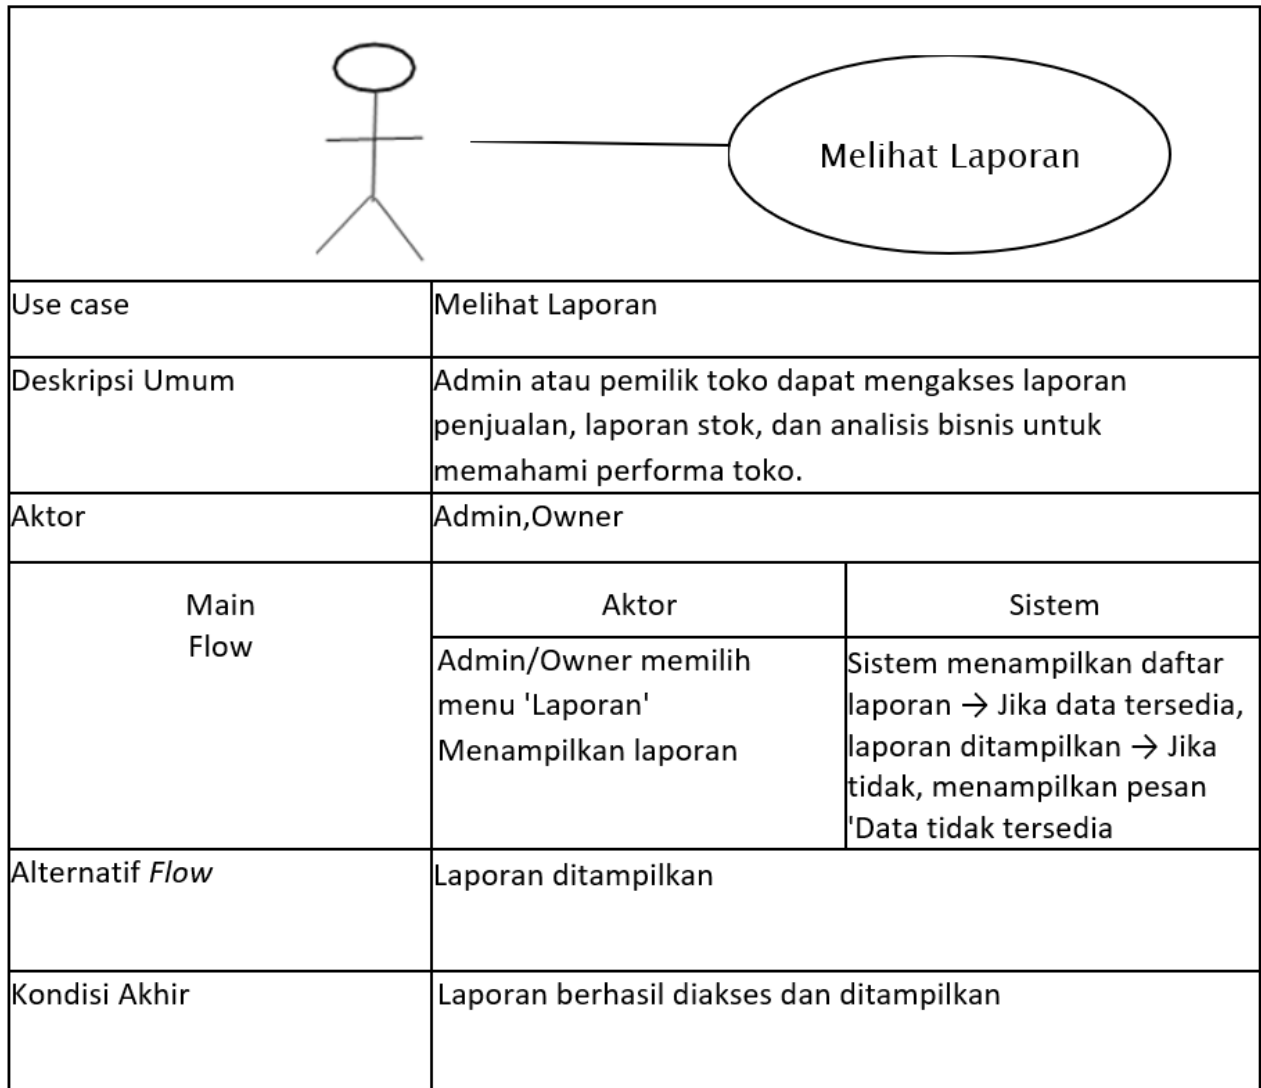 Melihat Laporan
Use case
Melihat Laporan
Deskripsi Umum
Admin atau pemilik toko dapat mengakses laporan
penjualan, laporan stok, dan analisis bisnis untuk
memahami performa toko.
Aktor
Admin,Owner
Main
Flow
Aktor
Sistem
Admin/Owner memilih
menu 'Laporan'
Menampilkan laporan
Sistem menampilkan daftar
laporan → Jika data tersedia,
laporan ditampilkan → Jika
tidak, menampilkan pesan
'Data tidak tersedia
Alternatif Flow
Laporan ditampilkan
Kondisi Akhir
Laporan berhasil diakses dan ditampilkan